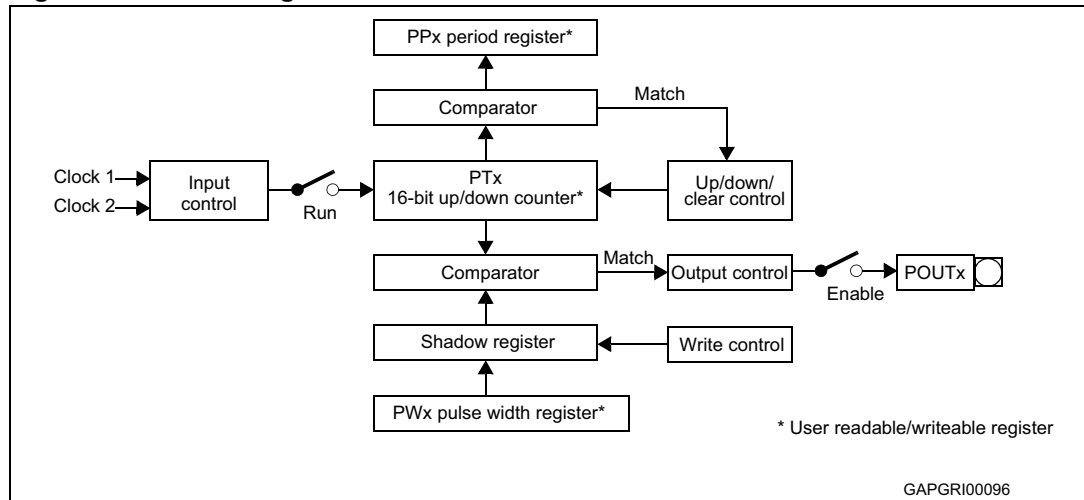 PPx period register*
Comparator
Match
Clock 1
Clock 2
Input
control
Run
PTx
16-bit up/down counter*
Up/down/
clear control
Comparator
Match
Output control
Enable
POUTx
Shadow register
Write control
PWx pulse width register*
* User readable/writeable register
GAPGRI00096